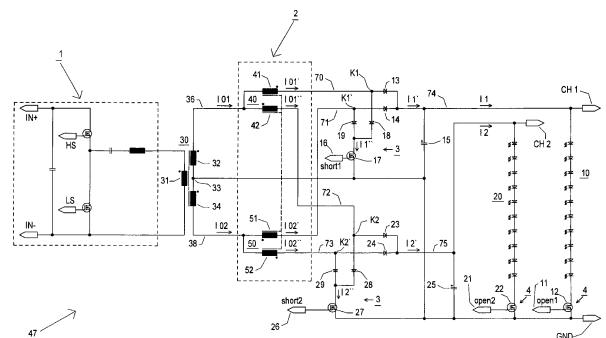 2
1
41 I 01' 70 K1 13
36 I 01 I 01'' K1' I 1' 74 I 1 CH 1
IN+ 40 71 14 I 2
30 42 19 18 CH 2
HS 32 16 I 1'' 3 15 20 10
31 33 short1 17
34 72
LS 51 I 02' K2 23
IN- 38 I 02 50 I 02'' 73 K2' 24 I 2' 75
52 29 28 25 open2 11 open1 12
short2 I 2'' 3 21 22 4 4
47 26 27 GND